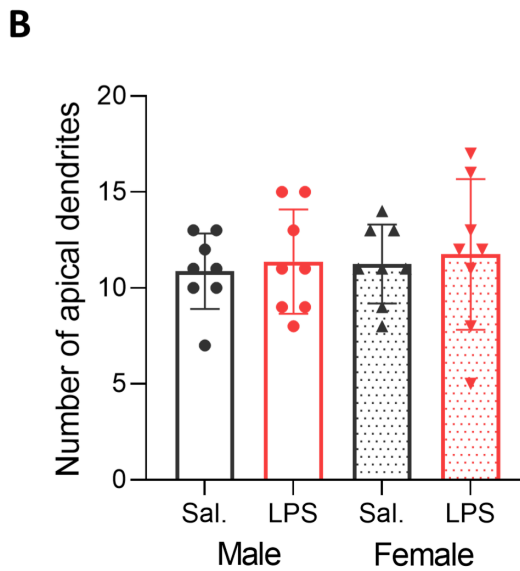 B
Number of apical dendrites
20
15
10
5
0
Sal. LPS Sal. LPS
Male Female